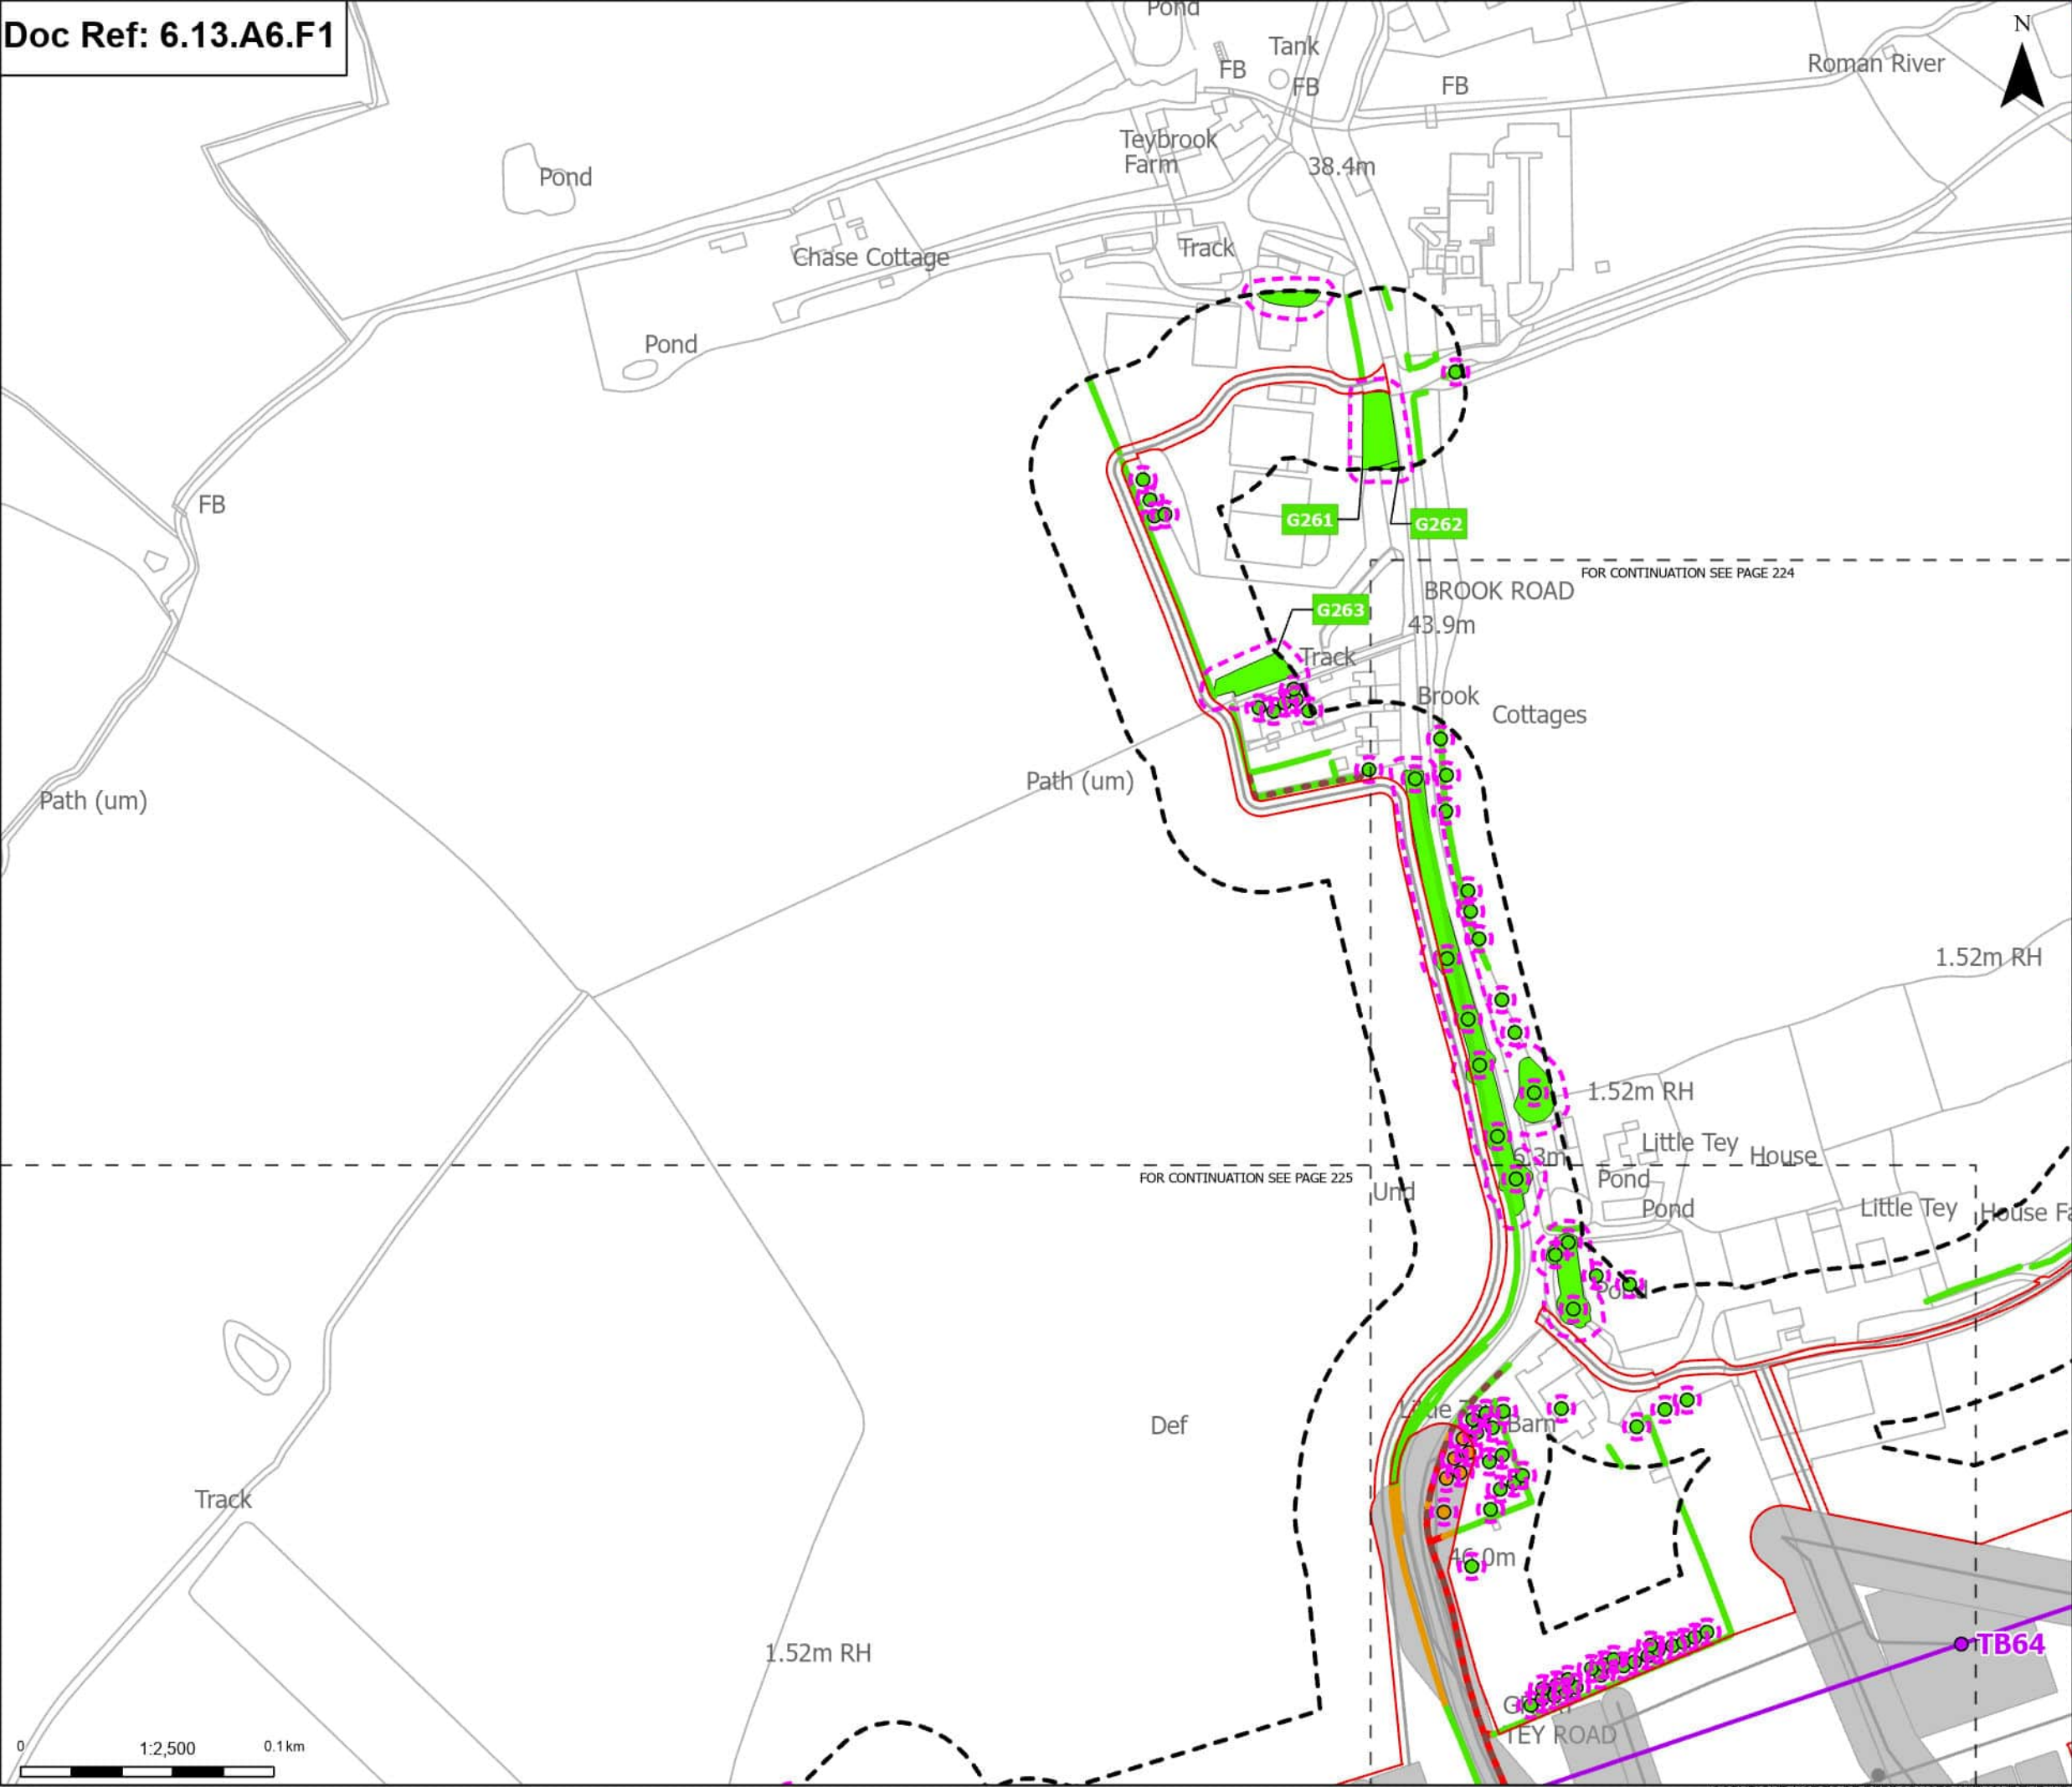 Doc Ref: 6.13.A6.F1
Pond
N
Tank
FB
FB
FB
Roman River
Teybrook
Farm
38.4m
Pond
Track
Chase Cottage
Pond
FB
G261
G262
FOR CONTINUATION SEE PAGE 224
BROOK ROAD
G263
43.9m
Track
Brook
Cottages
Path (um)
Path (um)
1.52m RH
1.52m RH
Little Tey
House
FOR CONTINUATION SEE PAGE 225
Und
Pond
Pond
Little Tey
House Fa
Pond
Def
Barn
Track
46.0m
1.52m RH
TB64
TEY ROAD
0
1:2,500
0.1 km